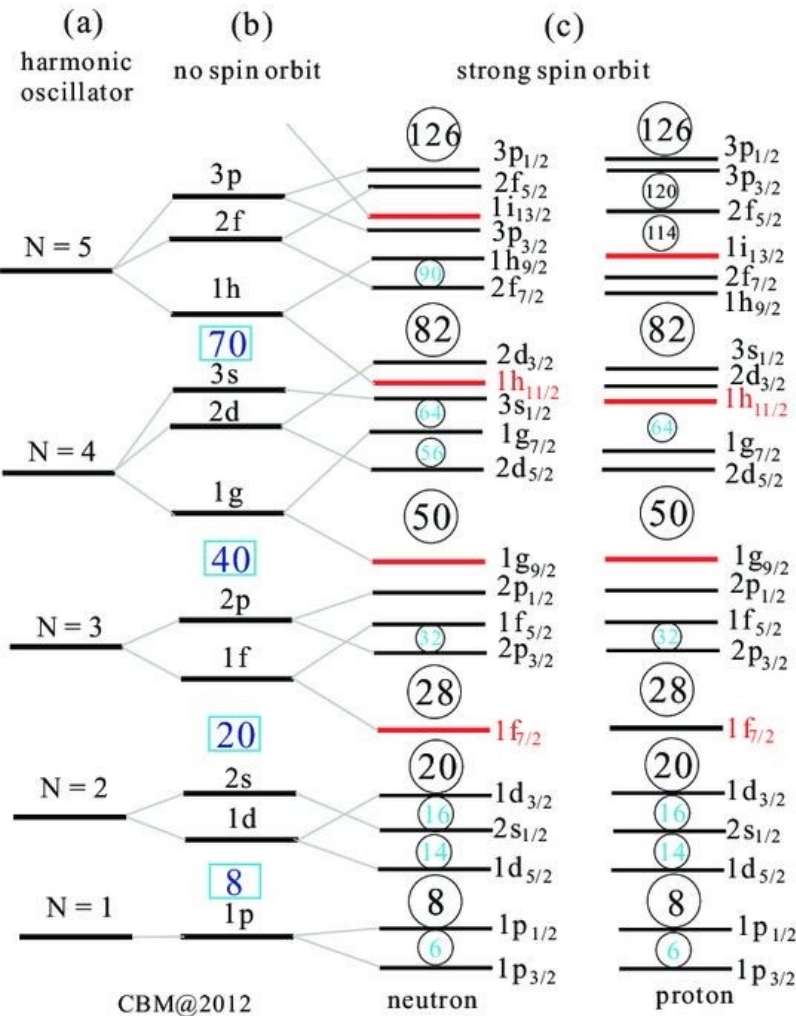 (a)
(b)
(c)
harmonic
oscillator
no spin orbit
strong spin orbit
N = 5
N = 4
N = 3
N = 2
N = 1
3p
2f
1h
70
3s
2d
1g
40
2p
1f
20
2s
1d
8
1p
126
3p1/2
2f5/2
1i13/2
3p3/2
1h9/2
90
2f7/2
82
2d3/2
1h11/2
3s1/2
64
1g7/2
56
2d5/2
50
1g9/2
2p1/2
1f5/2
32
2p3/2
28
1f7/2
20
1d3/2
16
2s1/2
14
1d5/2
8
1p1/2
6
1p3/2
126
3p1/2
3p3/2
120
2f5/2
114
1i13/2
2f7/2
1h9/2
82
3s1/2
2d3/2
1h11/2
64
1g7/2
2d5/2
50
1g9/2
2p1/2
1f5/2
32
2p3/2
28
1f7/2
20
1d3/2
16
2s1/2
14
1d5/2
8
1p1/2
6
1p3/2
CBM@2012
neutron
proton